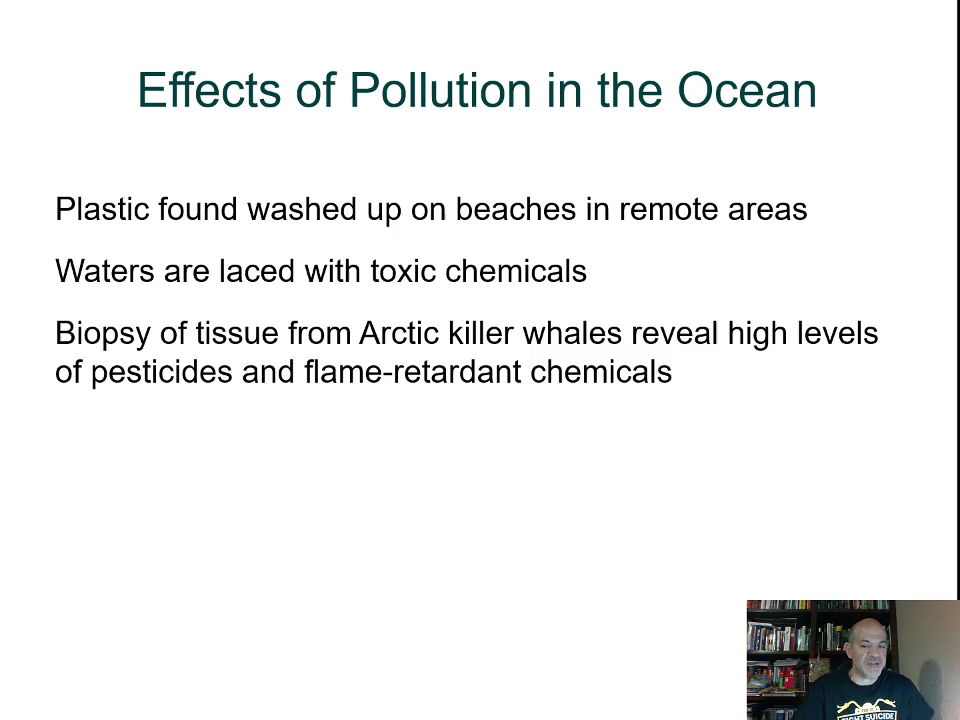 Effects of Pollution in the Ocean
Plastic found washed up on beaches in remote areas
Waters are laced with toxic chemicals
Biopsy of tissue from Arctic killer whales reveal high levels
of pesticides and flame-retardant chemicals
SUICIDE